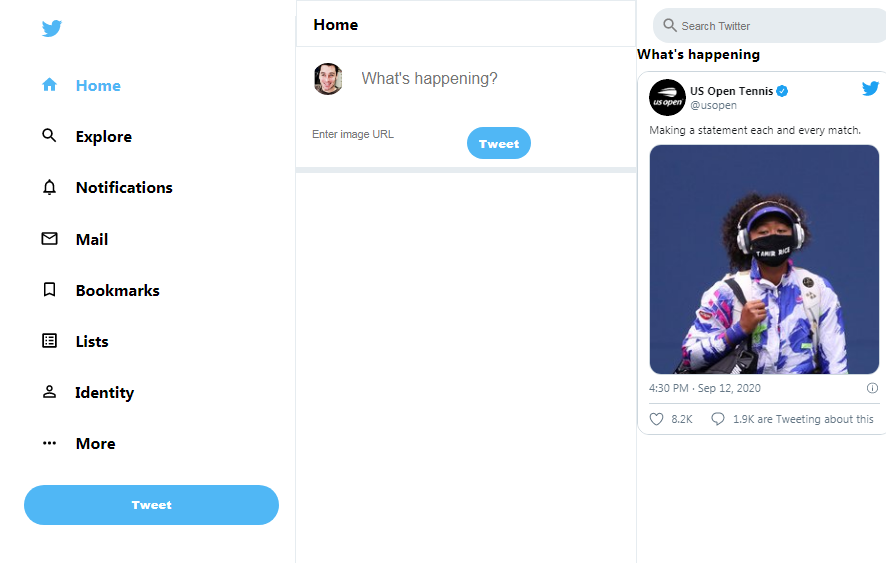 Home
Explore
Notifications
Mail
Bookmarks
Lists
Identity
More
Tweet
Home
What's happening?
Enter image URL
Tweet
Search Twitter
What's happening
US Open Tennis
@usopen
us open
Making a statement each and every match.
TAMIR RICE
4:30 PM · Sep 12, 2020
8.2K
1.9K are Tweeting about this